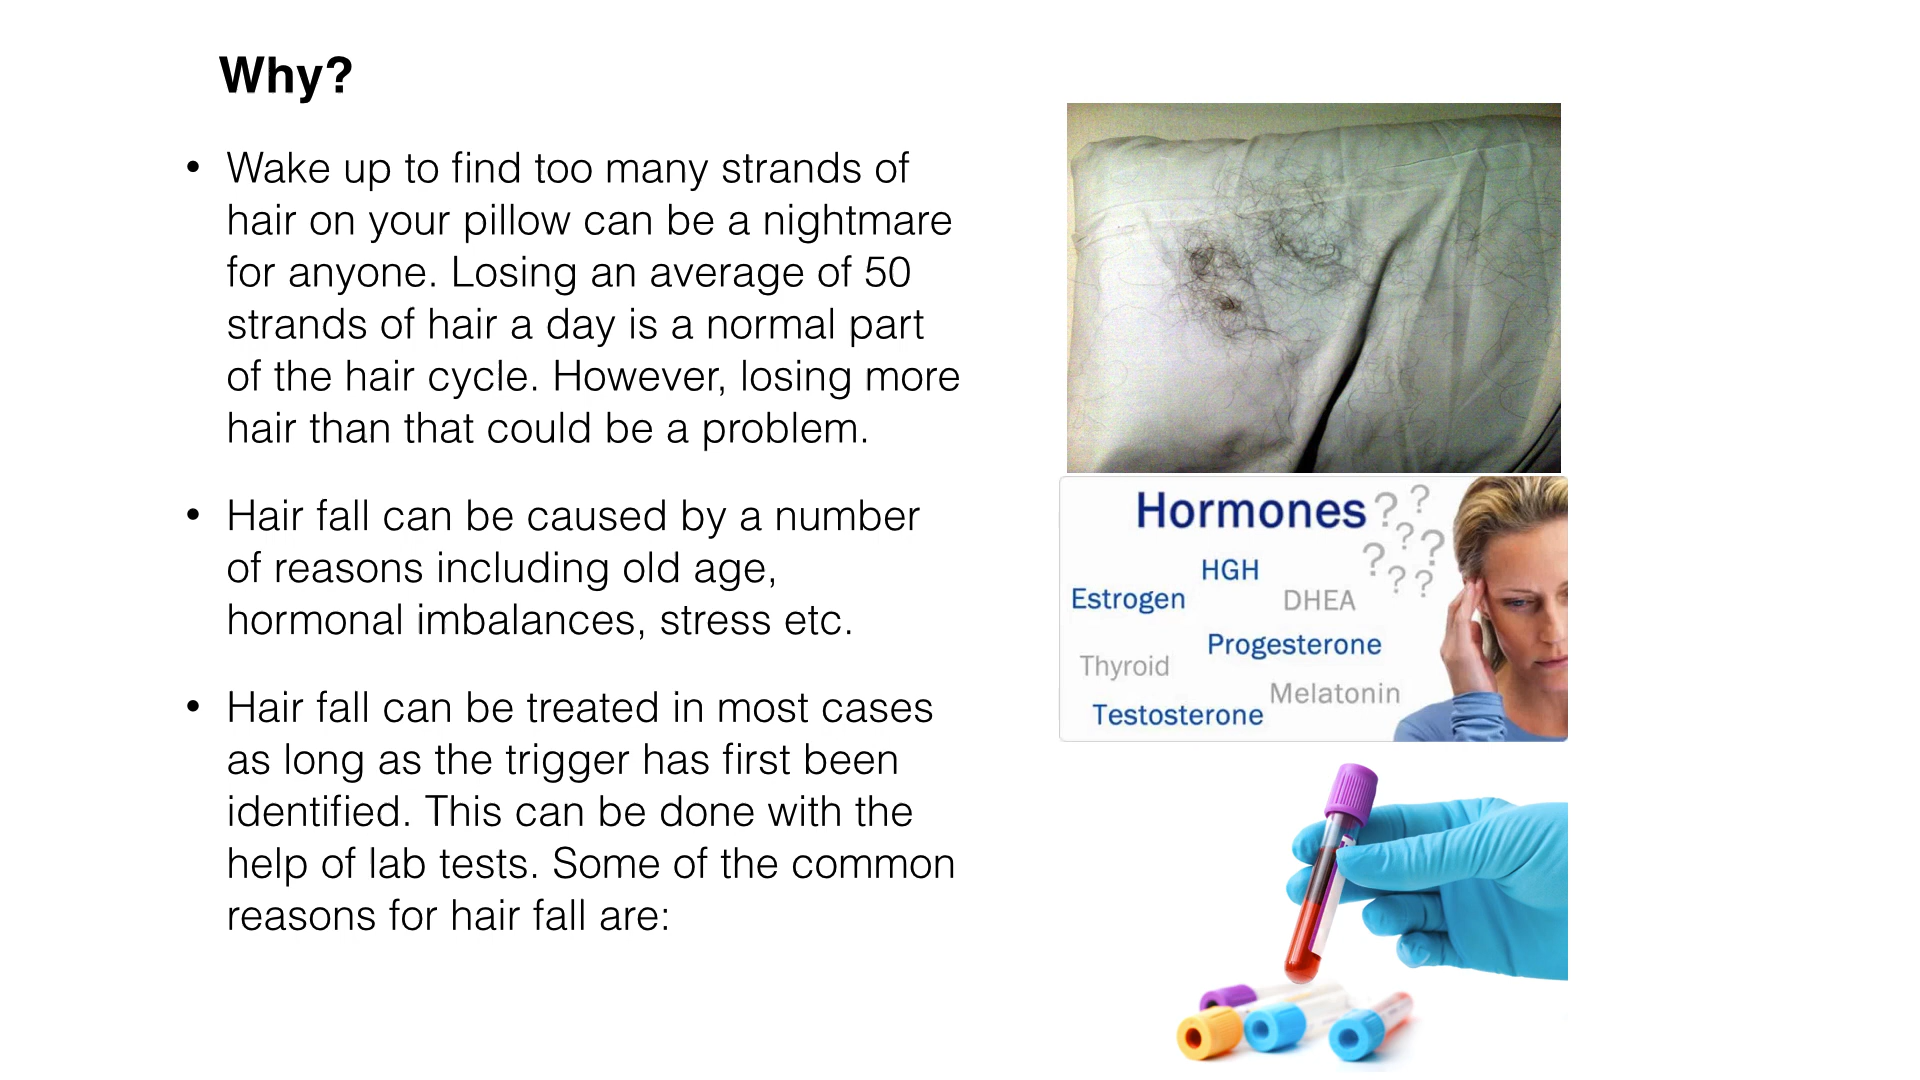 Why?
• Wake up to find too many strands of
hair on your pillow can be a nightmare
for anyone. Losing an average of 50
strands of hair a day is a normal part
of the hair cycle. However, losing more
hair than that could be a problem.
• Hair fall can be caused by a number
of reasons including old age,
hormonal imbalances, stress etc.
• Hair fall can be treated in most cases
as long as the trigger has first been
identified. This can be done with the
help of lab tests. Some of the common
reasons for hair fall are:
Hormones ? ?
? ?
? ? ?
HGH
Estrogen
DHEA
Progesterone
Thyroid
Melatonin
Testosterone